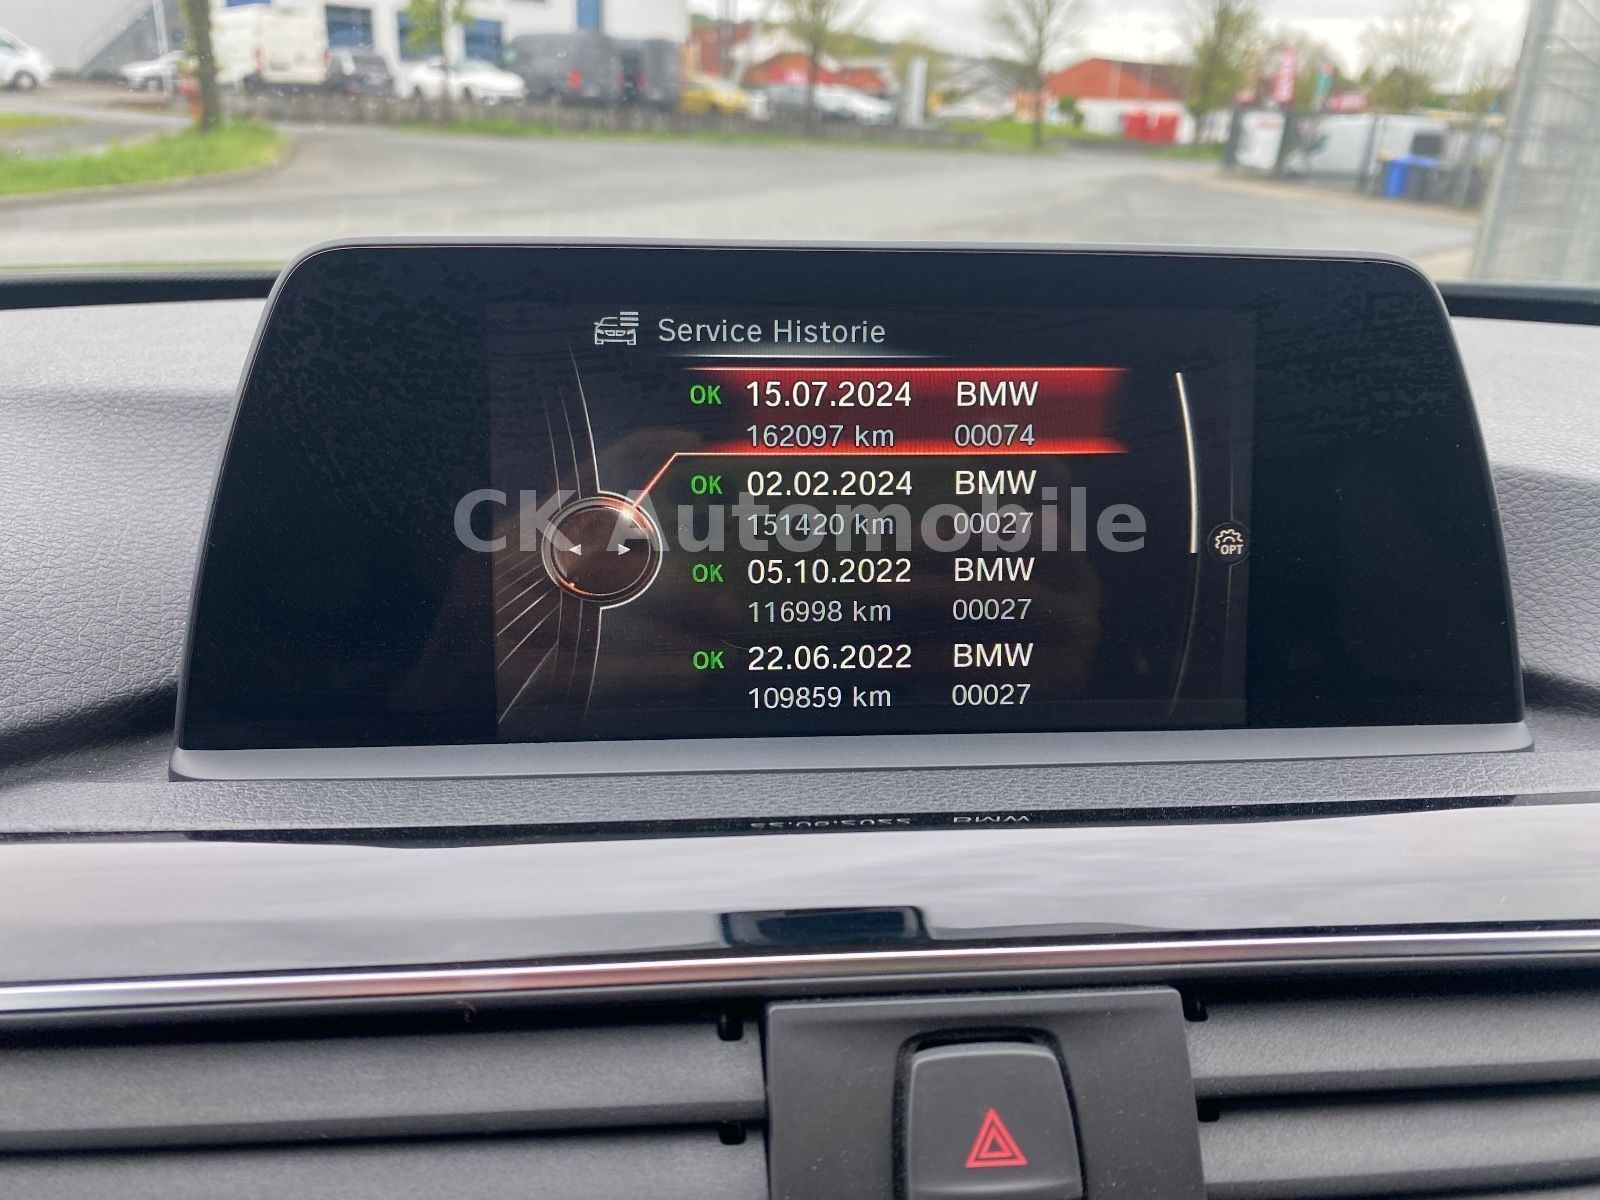 Service Historie
OK 15.07.2024 BMW
162097 km 00074
OK 02.02.2024 BMW
151420 km 00027
CK Automobile
OPT
OK 05.10.2022 BMW
116998 km 00027
OK 22.06.2022 BMW
109859 km 00027